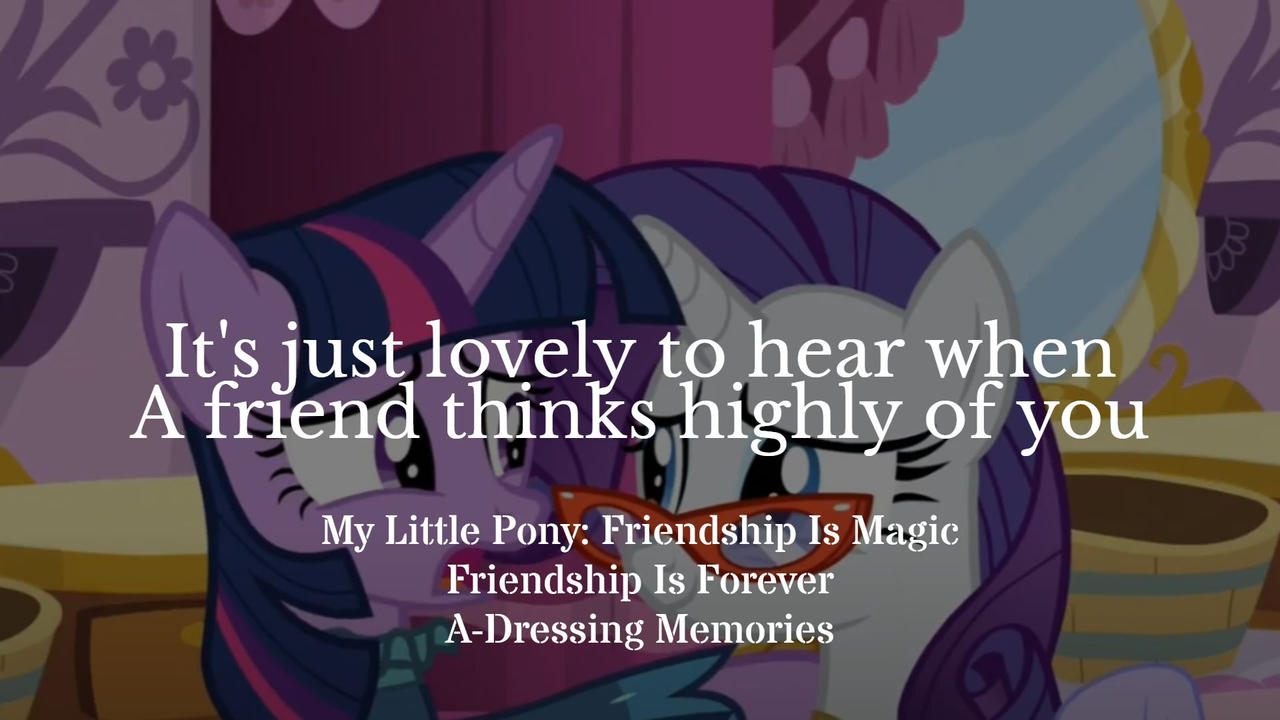 It's just lovely to hear when
A friend thinks highly of you
My Little Pony: Friendship Is Magic
Friendship Is Forever
A-Dressing Memories